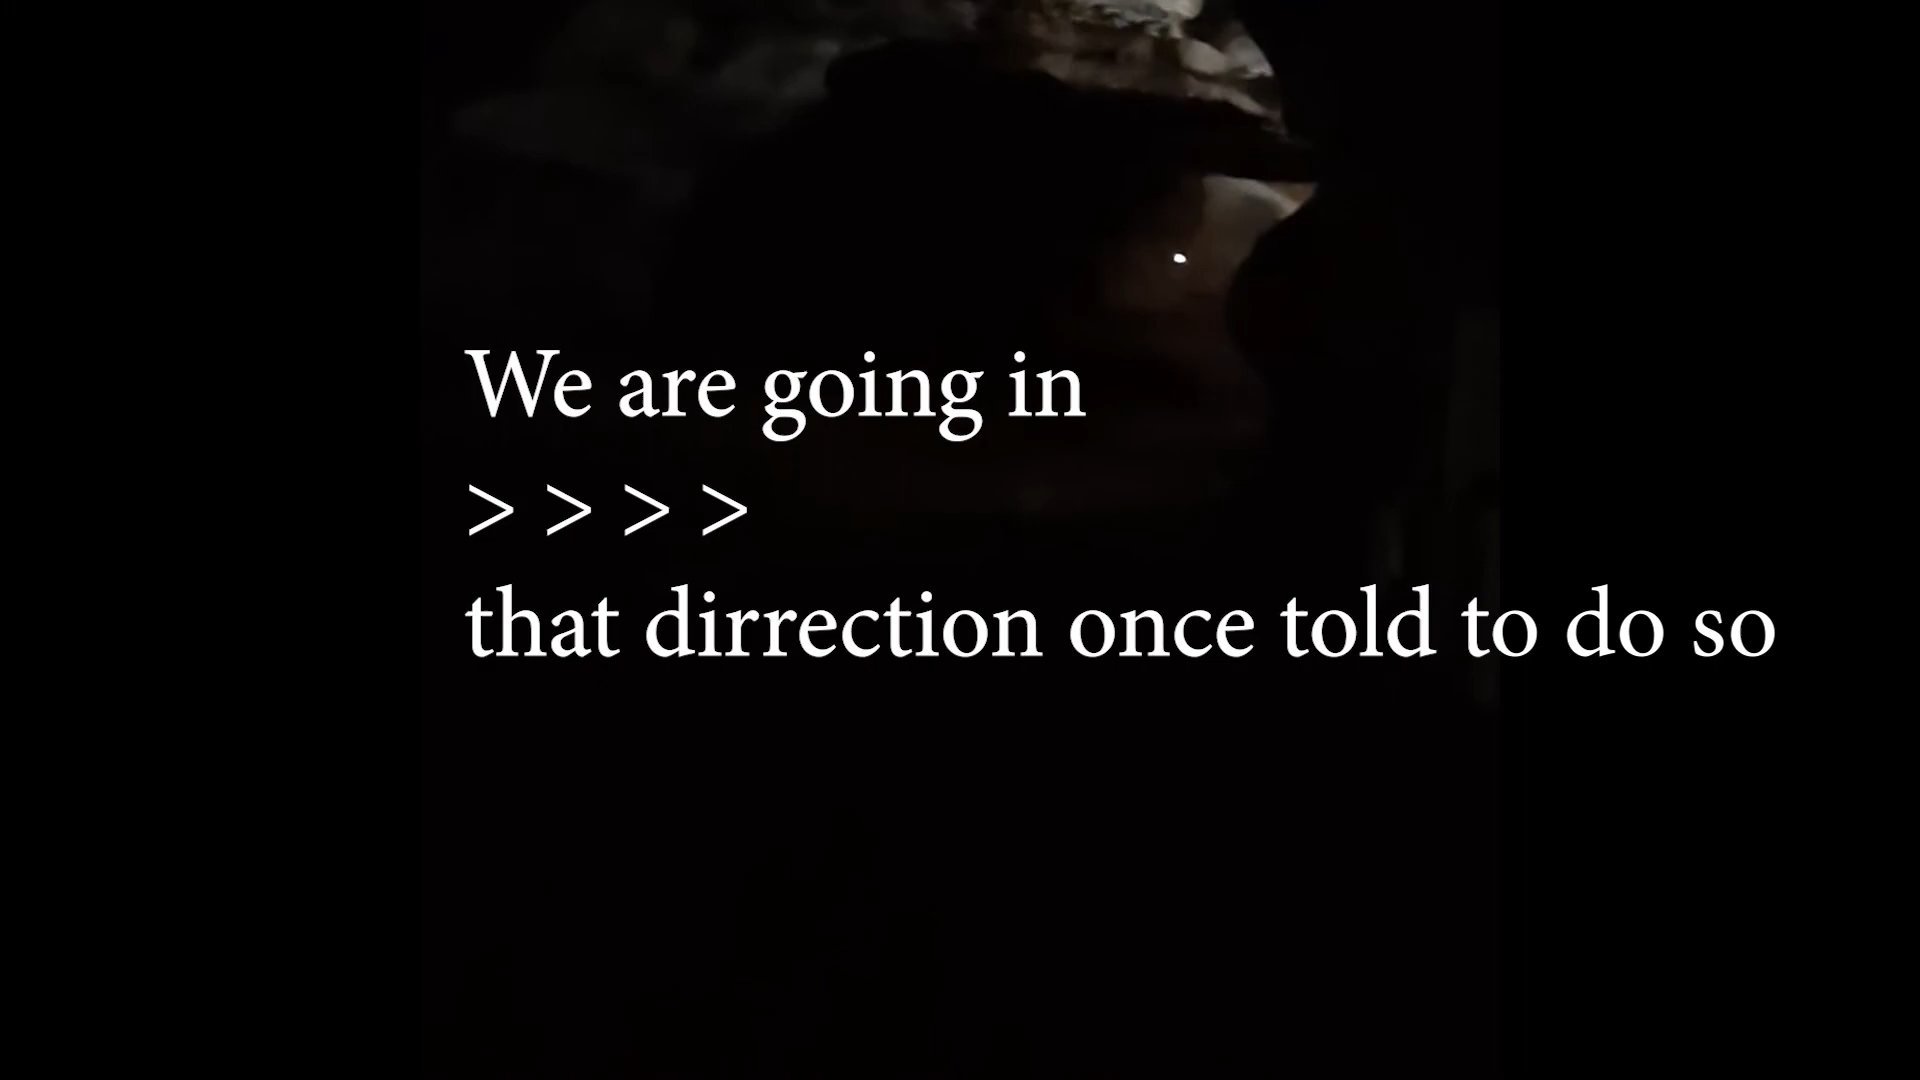 We are going in
> > > >
that dirrection once told to do so